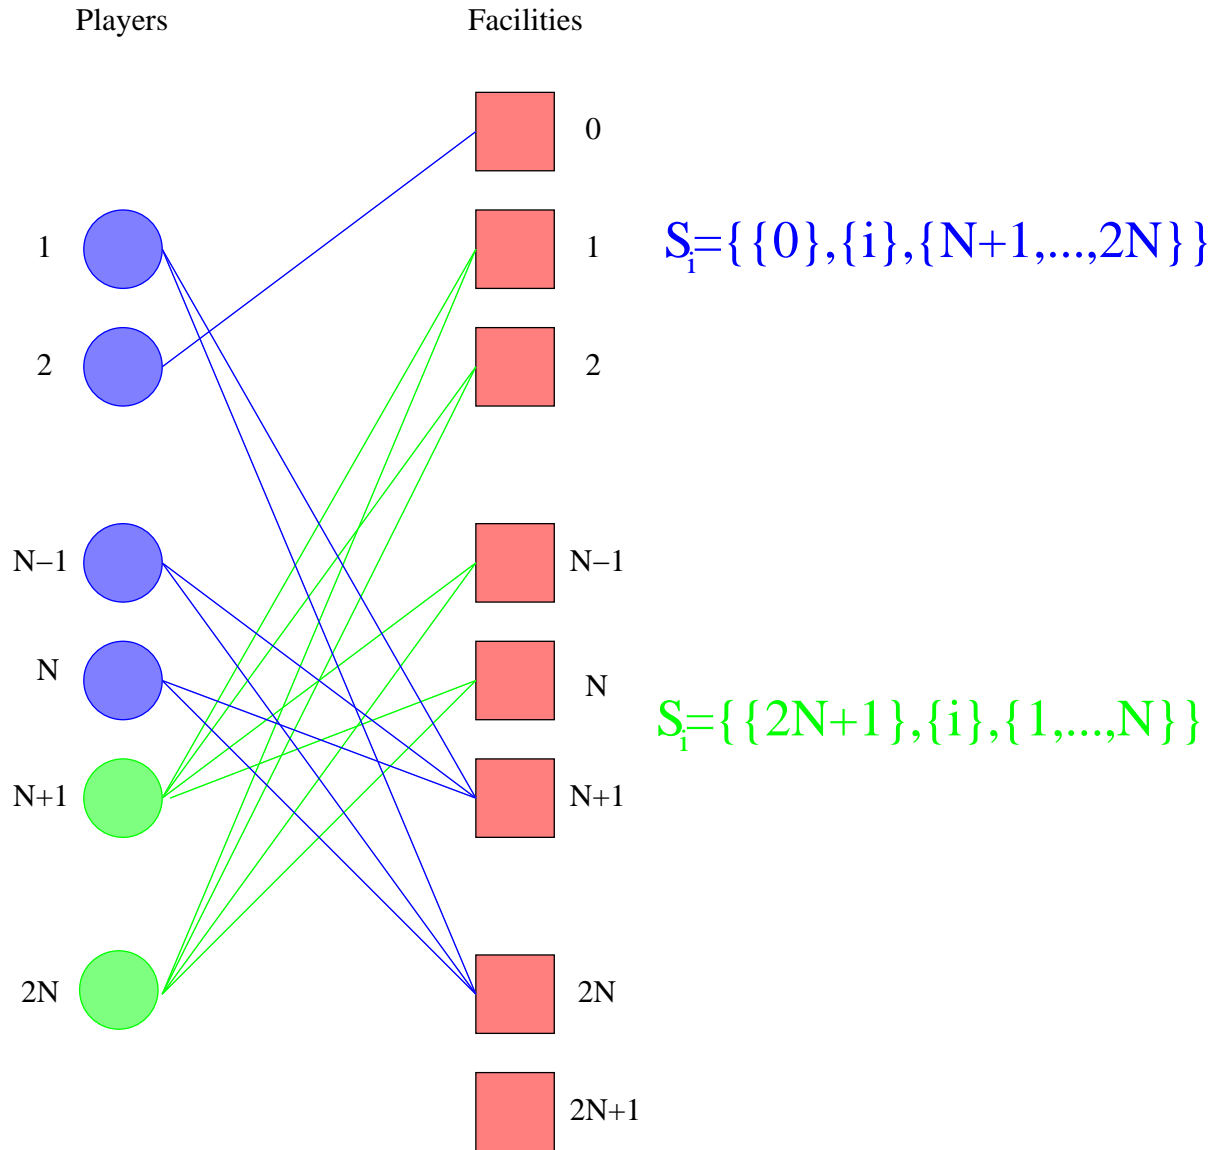 Players Facilities
0
1 1
S_i={{0},{i},{N+1,...,2N}}
2 2
N−1 N−1
N N
S_i={{2N+1},{i},{1,...,N}}
N+1 N+1
2N 2N
2N+1